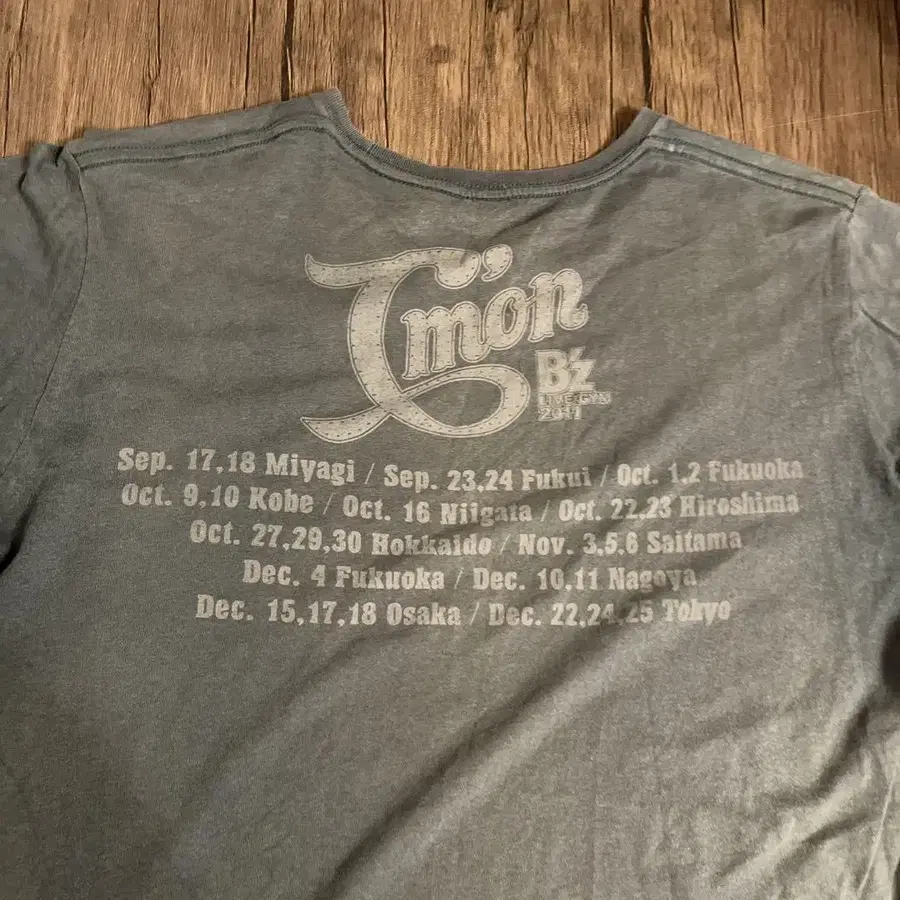 C'mon
B'z
LIVE-GYM
2011
Sep. 17,18 Miyagi / Sep. 23,24 Fukui / Oct. 1,2 Fukuoka
Oct. 9,10 Kobe / Oct. 16 Niigata / Oct. 22,23 Hiroshima
Oct. 27,29,30 Hokkaido / Nov. 3,5,6 Saitama
Dec. 4 Fukuoka / Dec. 10,11 Nagoya
Dec. 15,17,18 Osaka / Dec. 22,24,25 Tokyo